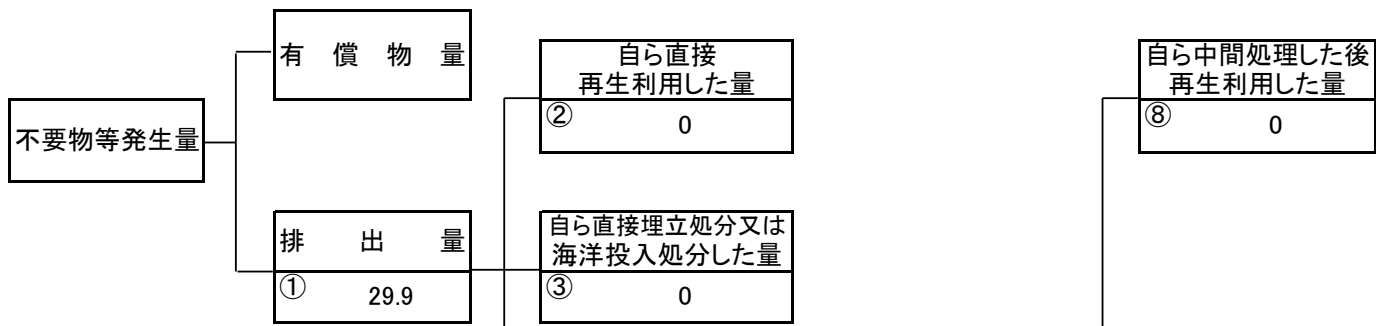 有償物量
自ら直接
再生利用した量
②
0
自ら中間処理した後
再生利用した量
⑧
0
不要物等発生量
排出量
①
29.9
自ら直接埋立処分又は
海洋投入処分した量
③
0